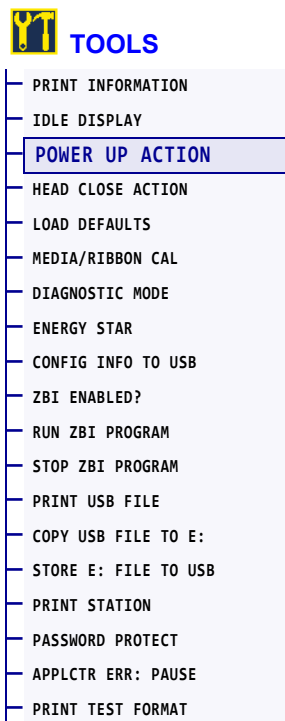 TOOLS
PRINT INFORMATION
IDLE DISPLAY
POWER UP ACTION
HEAD CLOSE ACTION
LOAD DEFAULTS
MEDIA/RIBBON CAL
DIAGNOSTIC MODE
ENERGY STAR
CONFIG INFO TO USB
ZBI ENABLED?
RUN ZBI PROGRAM
STOP ZBI PROGRAM
PRINT USB FILE
COPY USB FILE TO E:
STORE E: FILE TO USB
PRINT STATION
PASSWORD PROTECT
APPLCTR ERR: PAUSE
PRINT TEST FORMAT